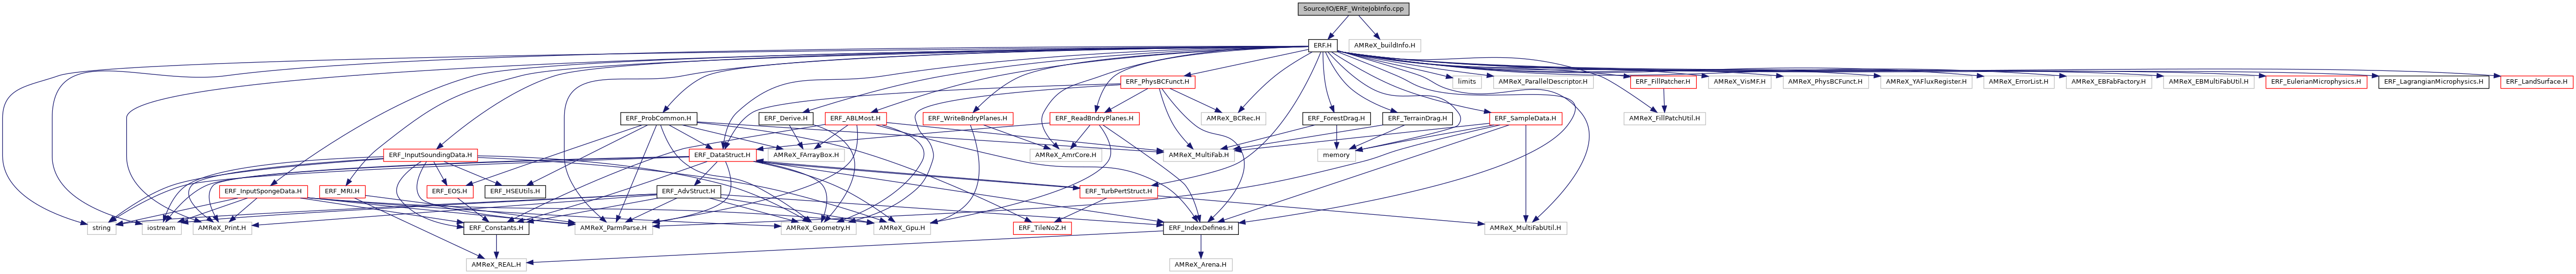 Source/IO/ERF_WriteJobInfo.cpp
ERF.H
AMReX_buildInfo.H
ERF_PhysBCFunct.H
limits
AMReX_ParallelDescriptor.H
ERF_FillPatcher.H
AMReX_VisMF.H
AMReX_PhysBCFunct.H
AMReX_YAFluxRegister.H
AMReX_ErrorList.H
AMReX_EBFabFactory.H
AMReX_EBMultiFabUtil.H
ERF_EulerianMicrophysics.H
ERF_LagrangianMicrophysics.H
ERF_LandSurface.H
ERF_ProbCommon.H
ERF_Derive.H
ERF_ABLMost.H
ERF_WriteBndryPlanes.H
ERF_ReadBndryPlanes.H
AMReX_BCRec.H
ERF_ForestDrag.H
ERF_TerrainDrag.H
ERF_SampleData.H
AMReX_FillPatchUtil.H
ERF_InputSoundingData.H
ERF_DataStruct.H
AMReX_FArrayBox.H
AMReX_AmrCore.H
AMReX_MultiFab.H
memory
ERF_InputSpongeData.H
ERF_MRI.H
ERF_EOS.H
ERF_HSEUtils.H
ERF_AdvStruct.H
ERF_TurbPertStruct.H
string
iostream
AMReX_Print.H
ERF_Constants.H
AMReX_ParmParse.H
AMReX_Geometry.H
AMReX_Gpu.H
ERF_TileNoZ.H
ERF_IndexDefines.H
AMReX_MultiFabUtil.H
AMReX_REAL.H
AMReX_Arena.H